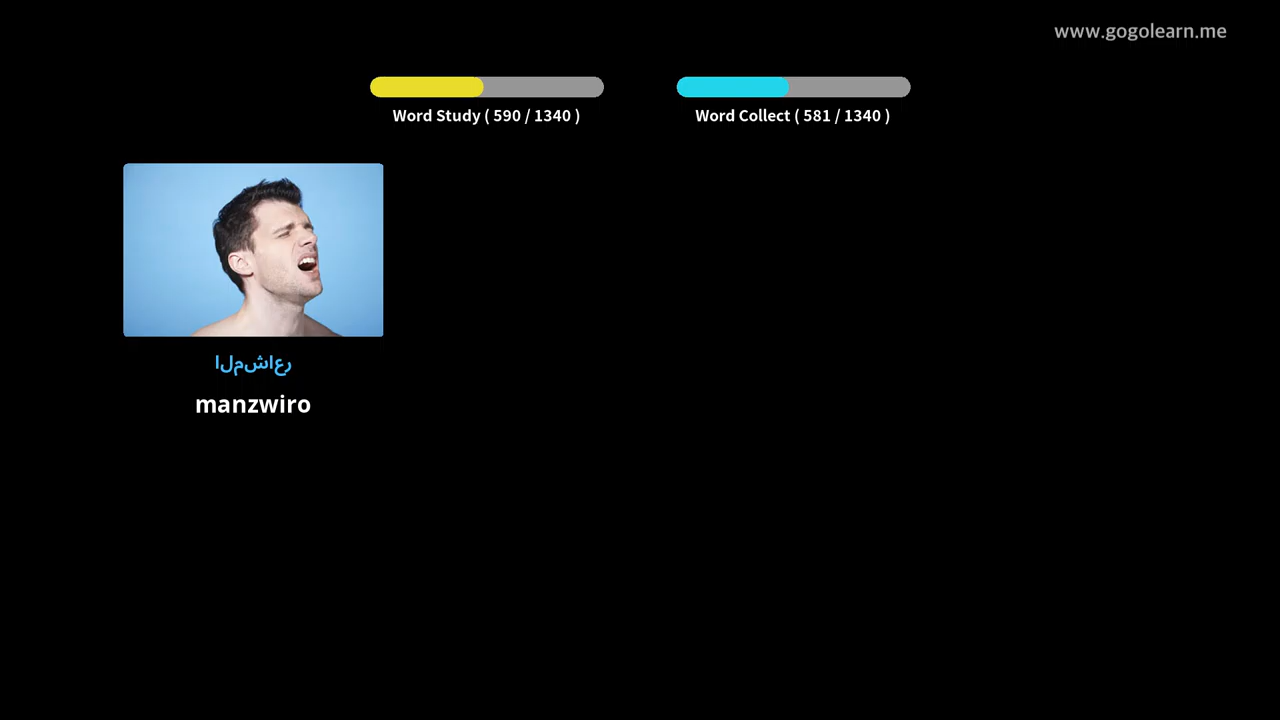 www.gogolearn.me
Word Study ( 590 / 1340 )
Word Collect ( 581 / 1340 )
المشاعر
manzwiro